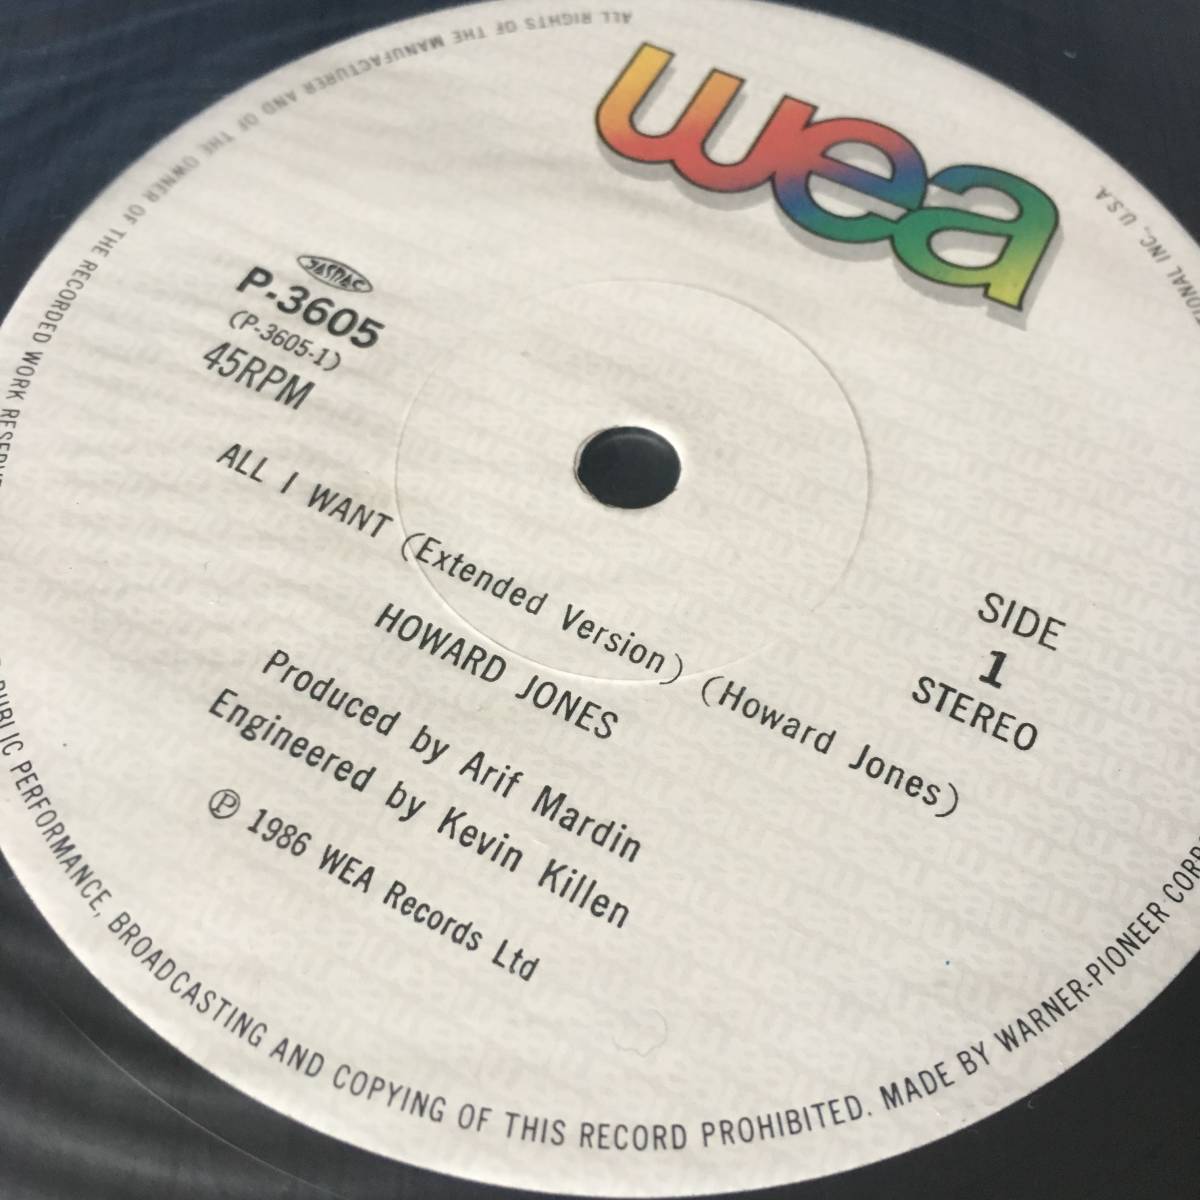 wea
JASRAC
P-3605
(P-3605-1)
45RPM
SIDE
1
STEREO
ALL I WANT (Extended Version) (Howard Jones)
HOWARD JONES
Produced by Arif Mardin
Engineered by Kevin Killen
Ⓟ 1986 WEA Records Ltd
INC., U.S.A.
ALL RIGHTS OF THE MANUFACTURER AND OF THE OWNER OF THE RECORDED WORK
PUBLIC PERFORMANCE, BROADCASTING AND COPYING OF THIS RECORD PROHIBITED. MADE BY WARNER-PIONEER CORP